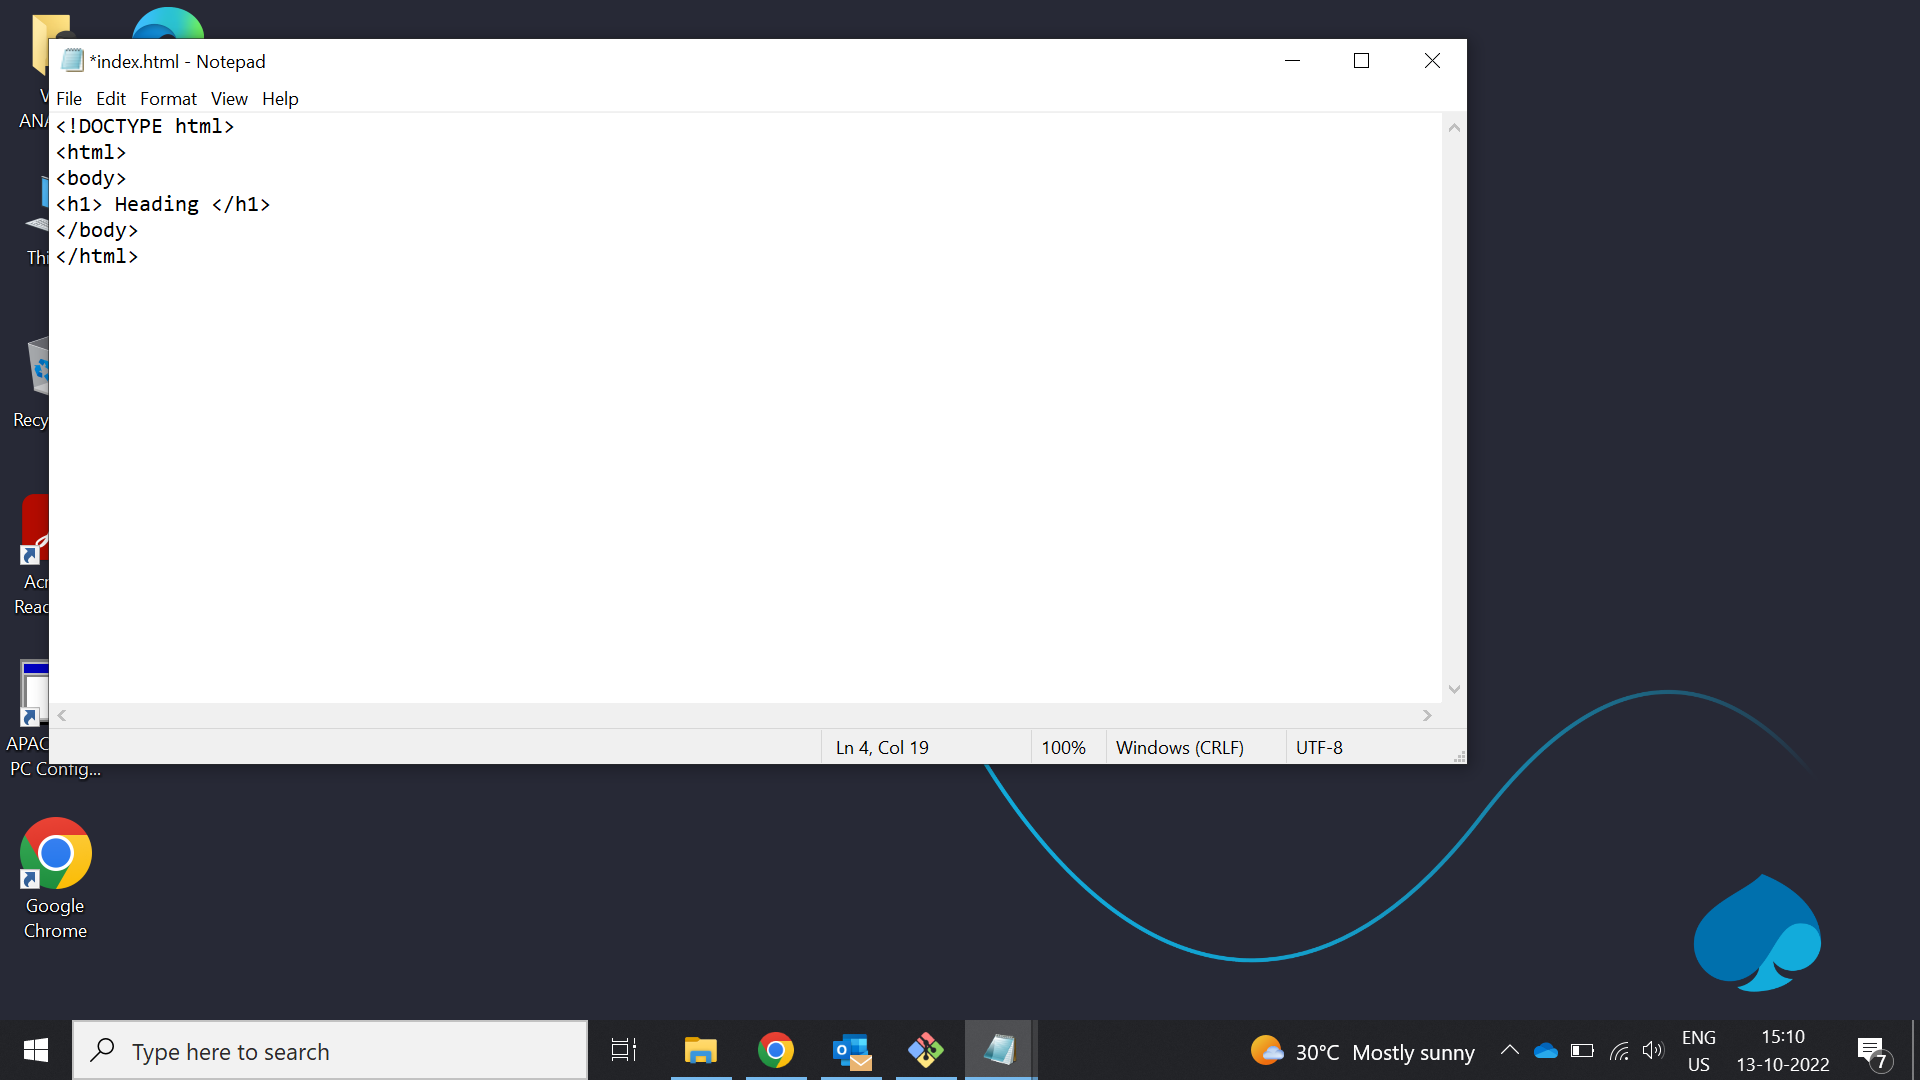 *index.html - Notepad
File Edit Format View Help
<!DOCTYPE html>
<html>
<body>
<h1> Heading </h1>
</body>
</html>
Ln 4, Col 19 100% Windows (CRLF) UTF-8
V
ANA
Thi
Recy
Acr
Reac
APAC
PC Config...
Google
Chrome
Type here to search
30°C Mostly sunny
ENG
US
15:10
13-10-2022
7